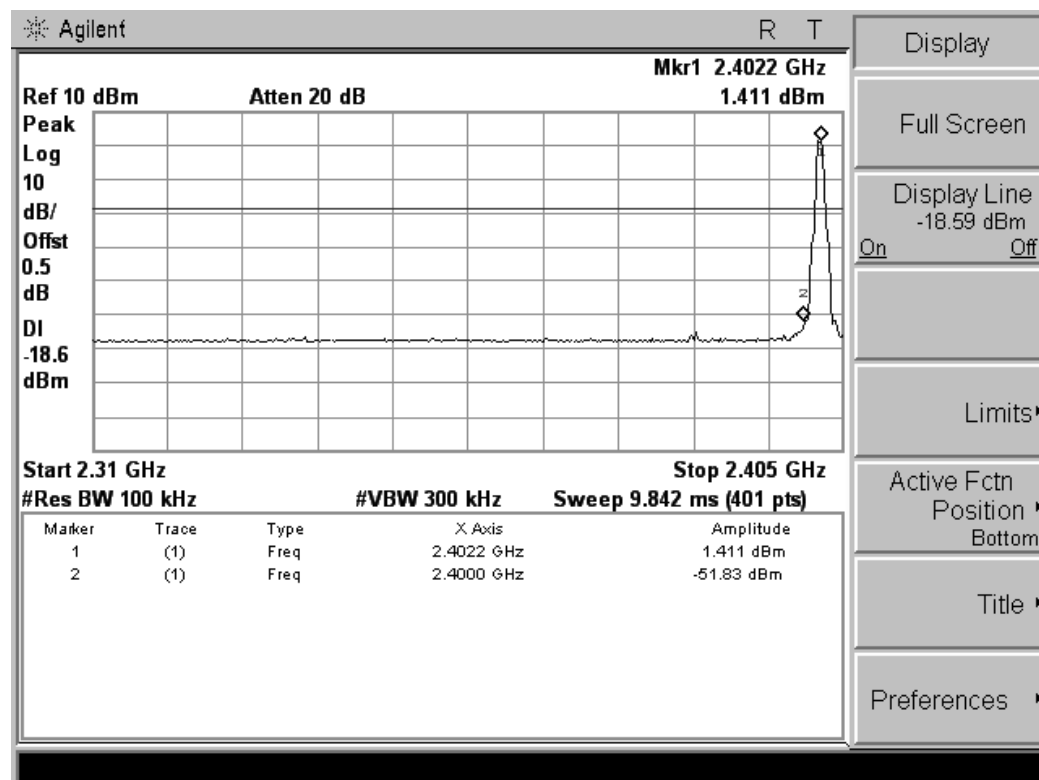 Agilent R T
Mkr1 2.4022 GHz
Ref 10 dBm Atten 20 dB 1.411 dBm
Peak
Log
10
dB/
Offst
0.5
dB
DI
-18.6
dBm
2
Start 2.31 GHz Stop 2.405 GHz
#Res BW 100 kHz #VBW 300 kHz Sweep 9.842 ms (401 pts)
Marker Trace Type X Axis Amplitude
1 (1) Freq 2.4022 GHz 1.411 dBm
2 (1) Freq 2.4000 GHz -51.83 dBm
Display
Full Screen
Display Line
-18.59 dBm
On Off
Limits
Active Fctn
Position
Bottom
Title
Preferences